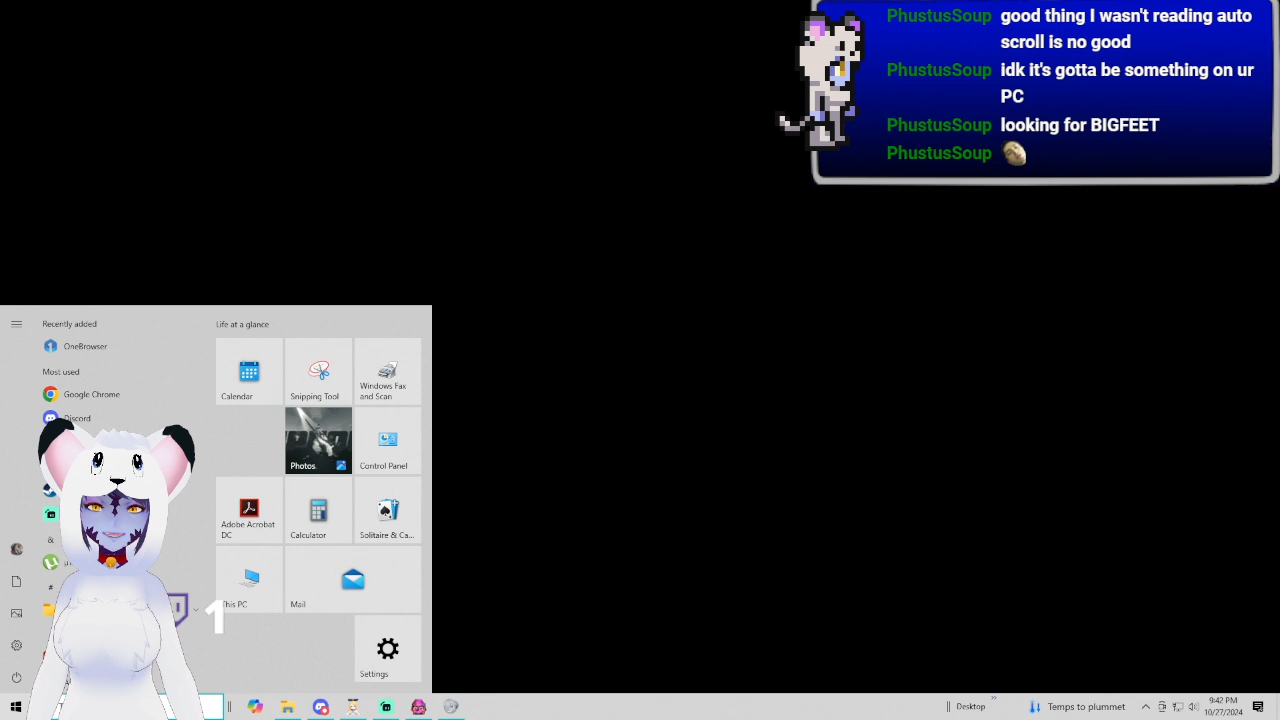 PhustusSoup good thing I wasn't reading auto
scroll is no good
PhustusSoup idk it's gotta be something on ur
PC
PhustusSoup looking for BIGFEET
PhustusSoup
Recently added
Life at a glance
OneBrowser
Most used
Google Chrome
Discord
Calendar
Snipping Tool
Windows Fax
and Scan
Photos
Control Panel
Adobe Acrobat
DC
Calculator
Solitaire & Ca...
&
#
This PC
Mail
1
Settings
Desktop
Temps to plummet
9:42 PM
10/27/2024